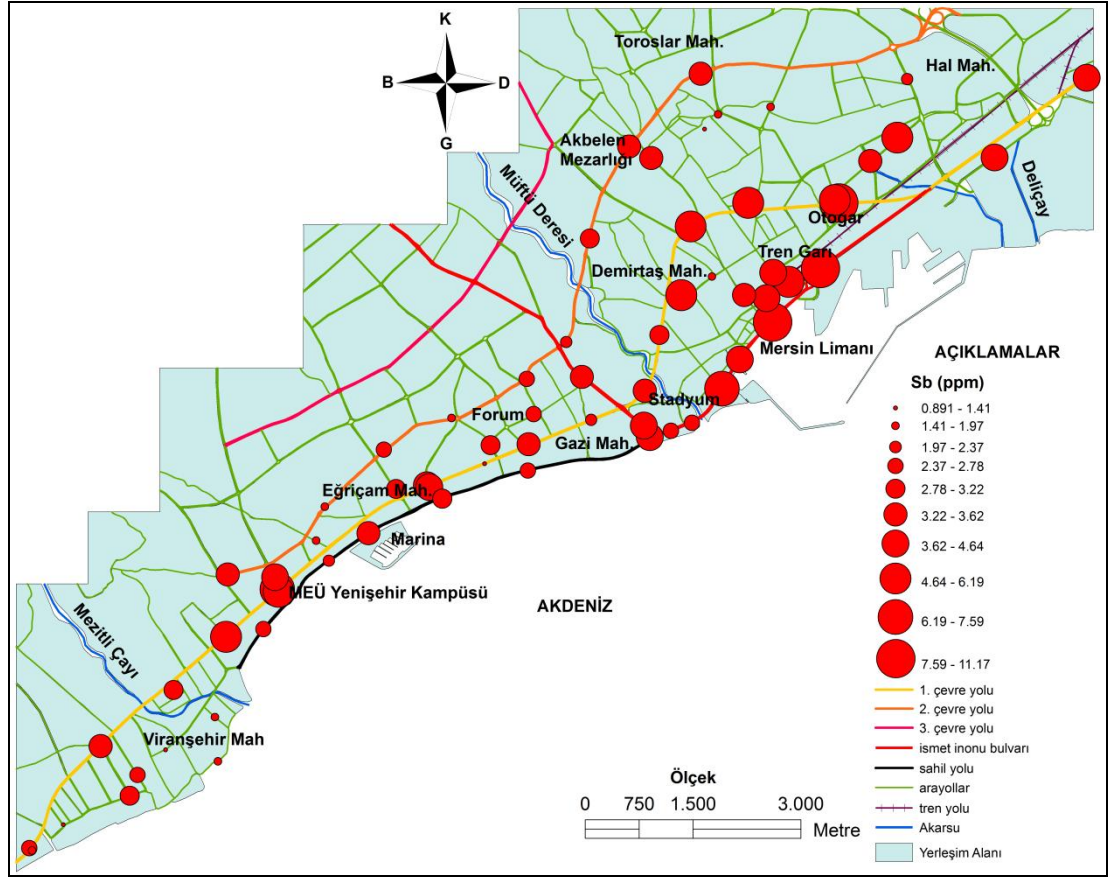 K
B
D
G
Toroslar Mah.
Hal Mah.
Akbelen
Mezarlığı
Müftü Deresi
Deliçay
Otogar
Tren Garı
Demirtaş Mah.
Mersin Limanı
Stadyum
Forum
Gazi Mah.
Eğriçam Mah.
Marina
MEÜ Yenişehir Kampüsü
AKDENİZ
Mezitli Çayı
Viranşehir Mah
AÇIKLAMALAR
Sb (ppm)
0.891 - 1.41
1.41 - 1.97
1.97 - 2.37
2.37 - 2.78
2.78 - 3.22
3.22 - 3.62
3.62 - 4.64
4.64 - 6.19
6.19 - 7.59
7.59 - 11.17
1. çevre yolu
2. çevre yolu
3. çevre yolu
ismet inonu bulvarı
sahil yolu
arayollar
tren yolu
Akarsu
Yerleşim Alanı
Ölçek
0 750 1.500 3.000
Metre